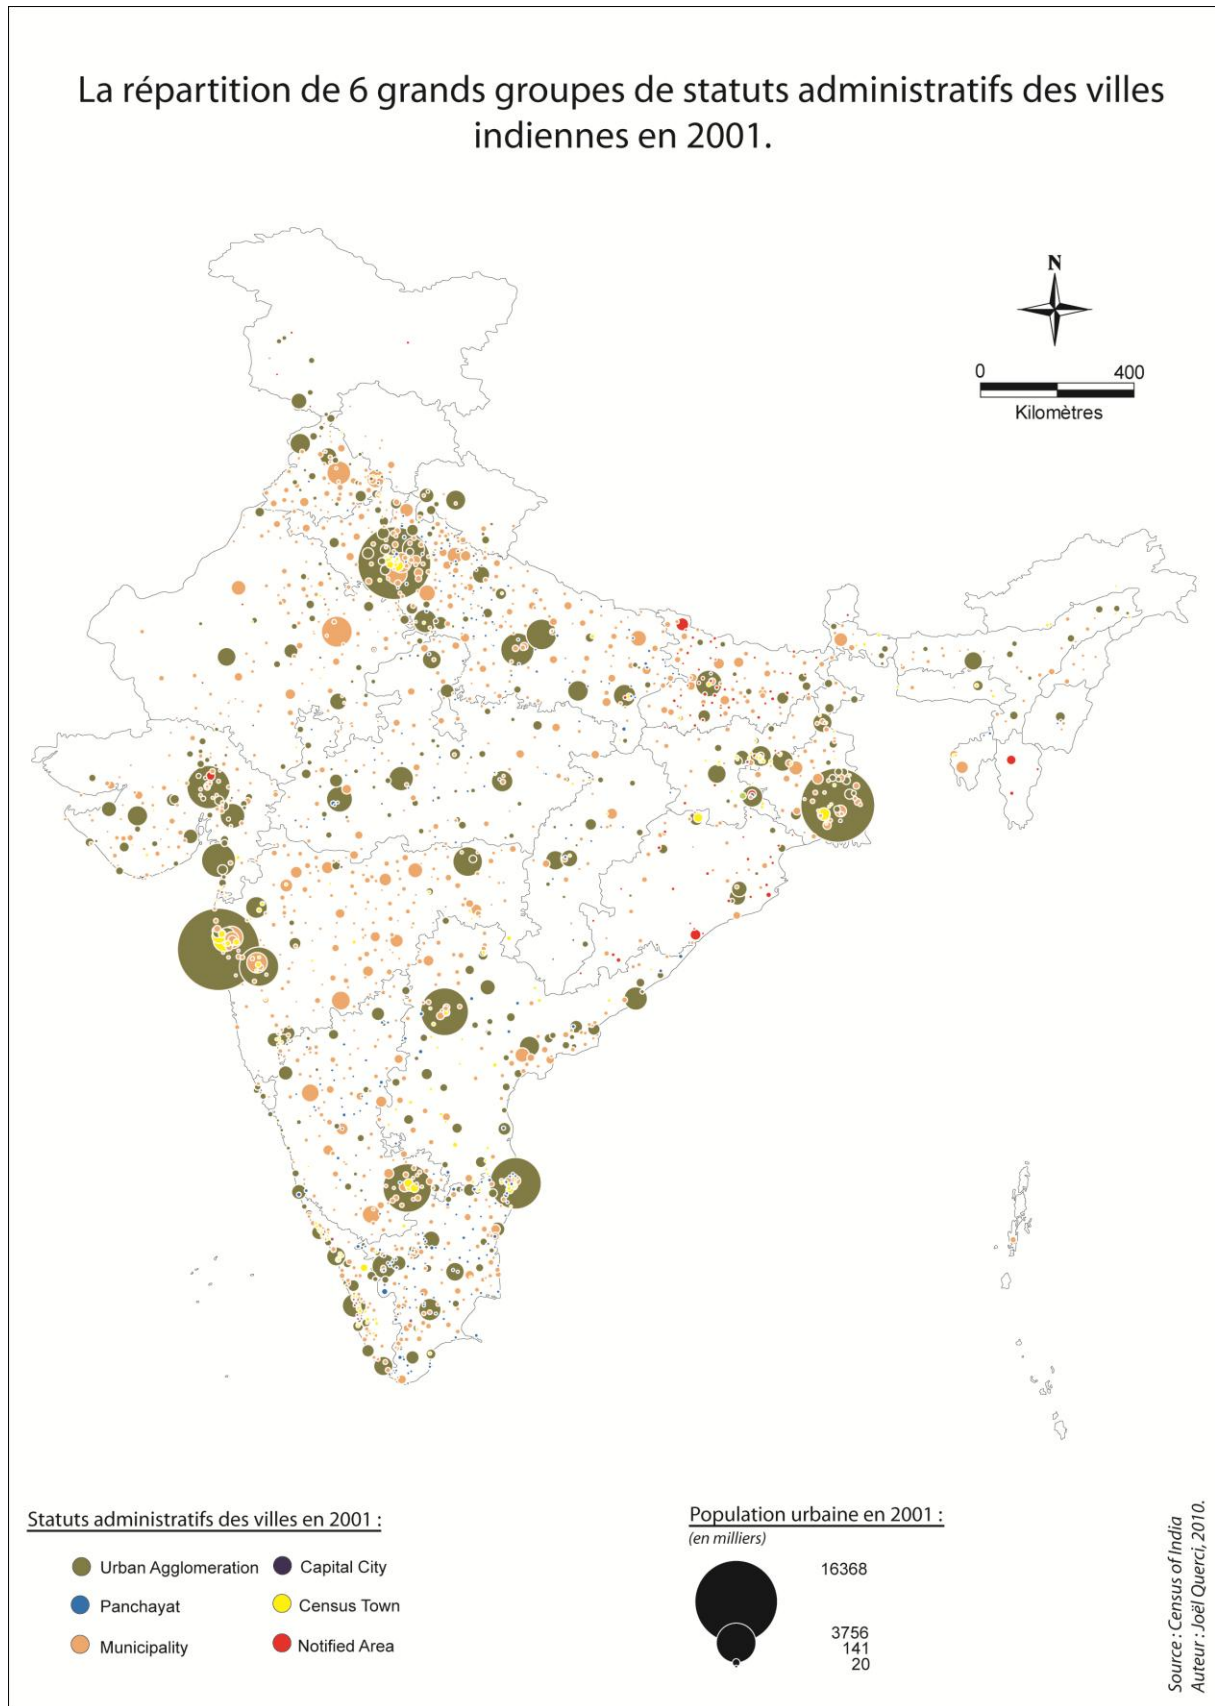 La répartition de 6 grands groupes de statuts administratifs des villes
indiennes en 2001.
N
0 400
Kilomètres
Statuts administratifs des villes en 2001 :
Urban Agglomeration
Capital City
Panchayat
Census Town
Municipality
Notified Area
Population urbaine en 2001 :
(en milliers)
16368
3756
141
20
Source : Census of India
Auteur : Joël Querci, 2010.